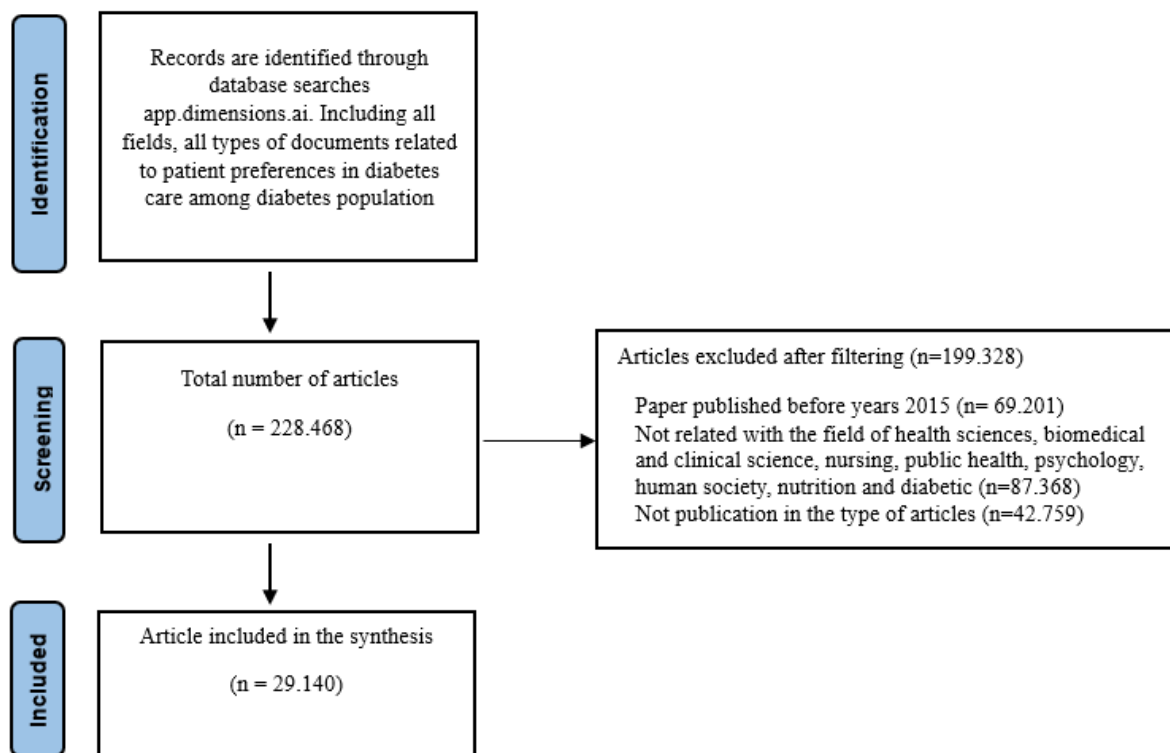 Identification
Records are identified through
database searches
app.dimensions.ai. Including all
fields, all types of documents related
to patient preferences in diabetes
care among diabetes population
Screening
Total number of articles
(n = 228.468)
Articles excluded after filtering (n=199.328)
Paper published before years 2015 (n= 69.201)
Not related with the field of health sciences, biomedical
and clinical science, nursing, public health, psychology,
human society, nutrition and diabetic (n=87.368)
Not publication in the type of articles (n=42.759)
Included
Article included in the synthesis
(n = 29.140)